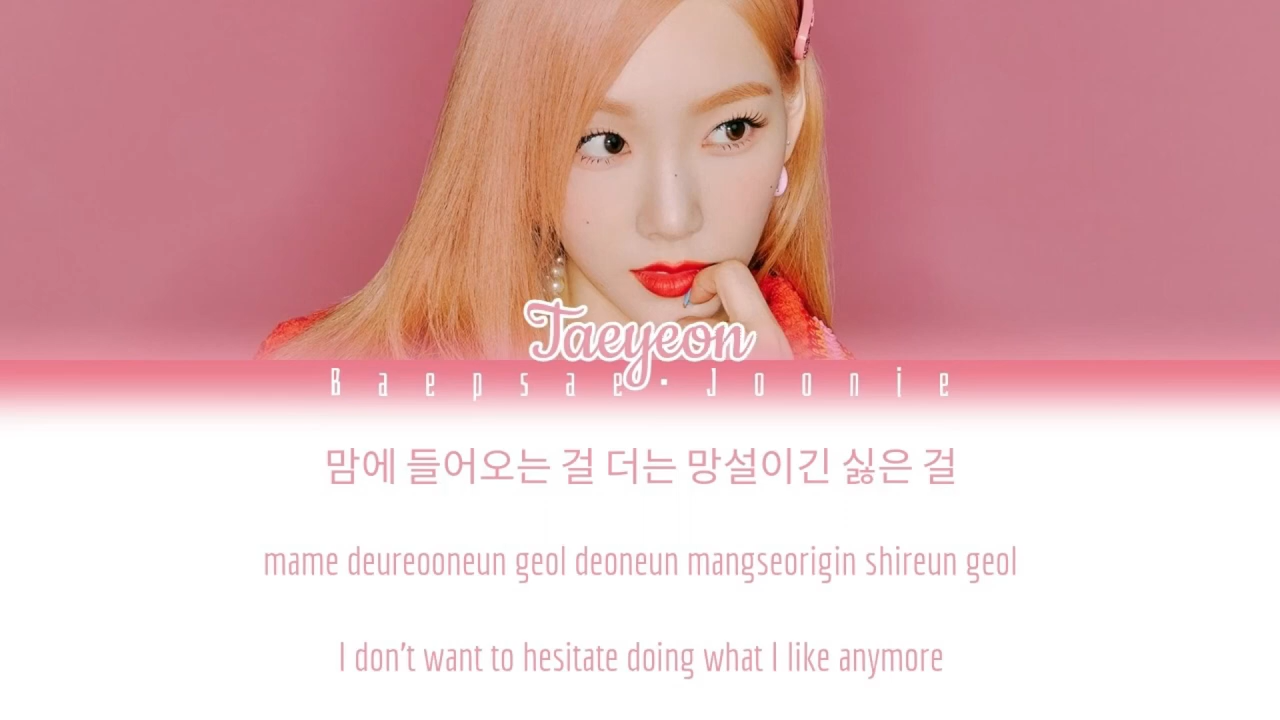 Taeyeon
Baepsae·Joonie
맘에 들어오는 걸 더는 망설이긴 싫은 걸
mame deureooneun geol deoneun mangseorigin shireun geol
I don't want to hesitate doing what I like anymore